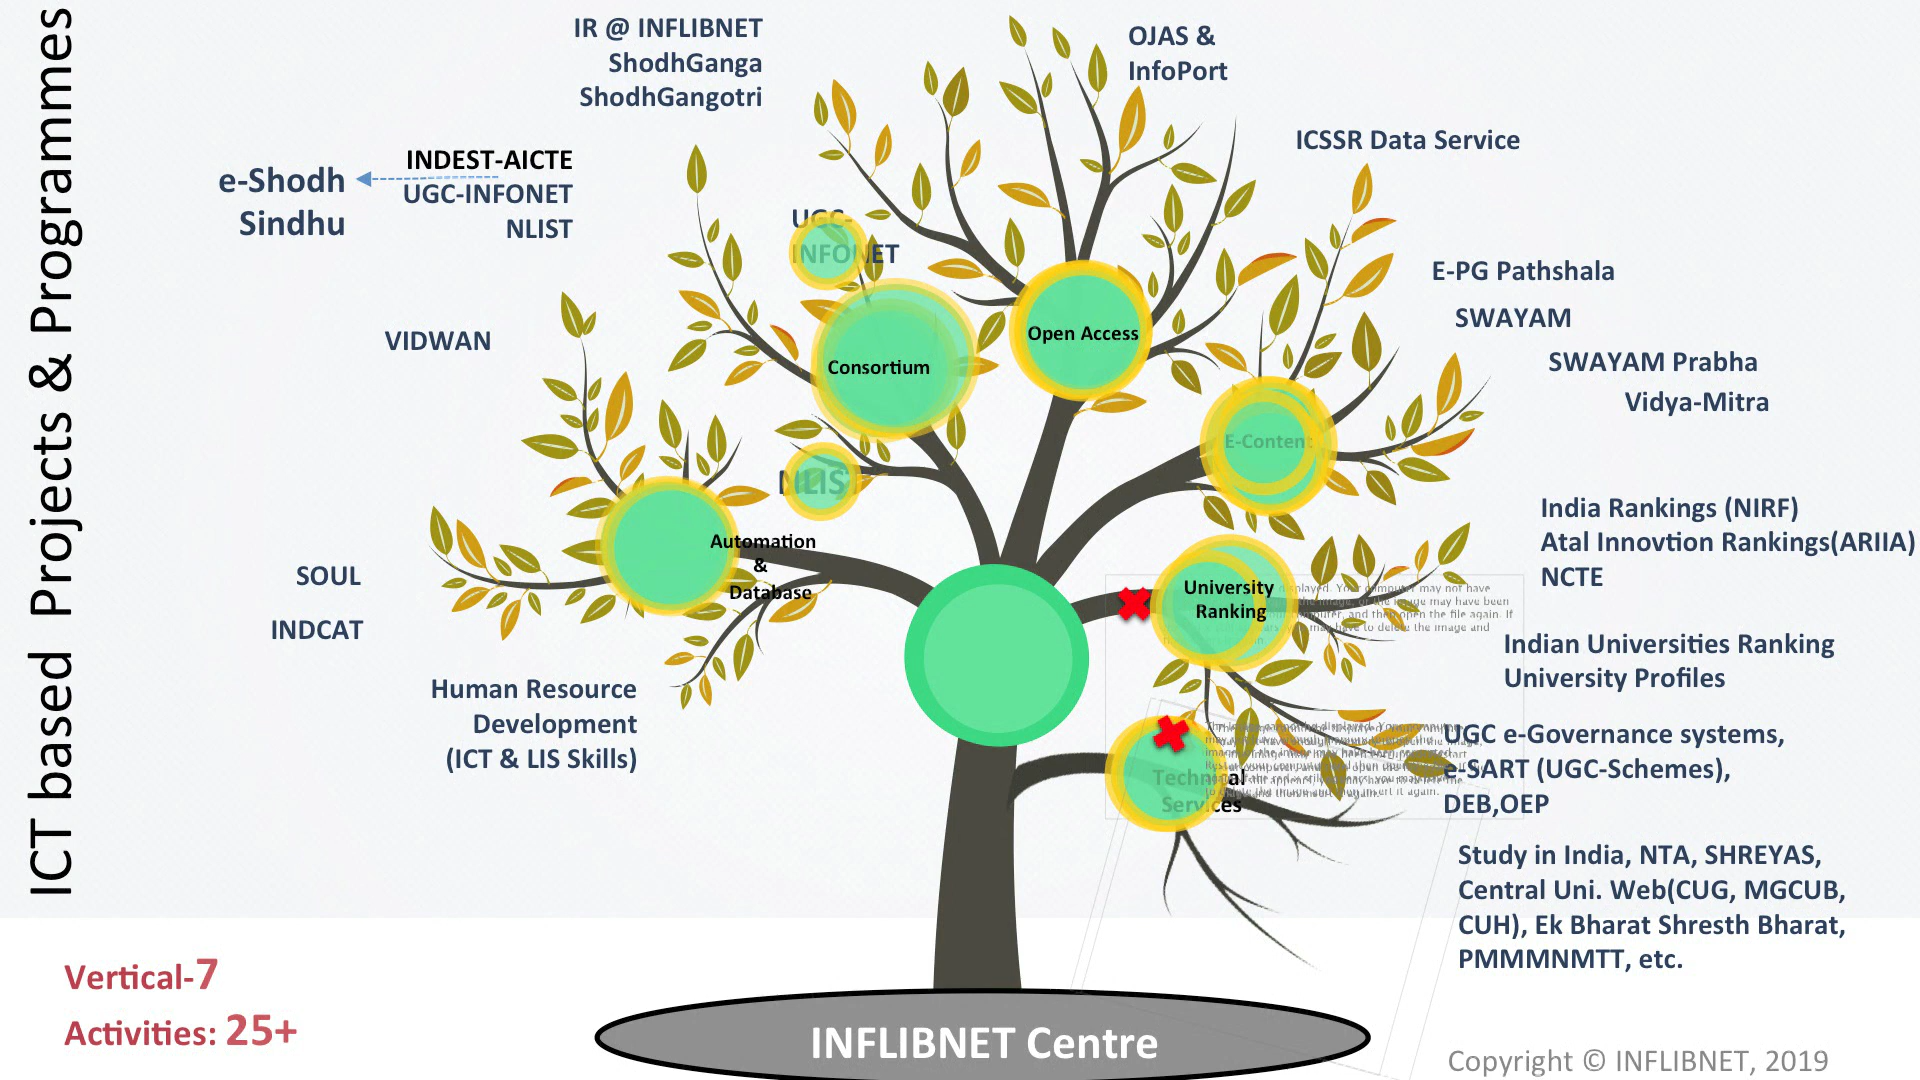 ICT based Projects & Programmes
IR @ INFLIBNET
ShodhGanga
ShodhGangotri
OJAS &
InfoPort
ICSSR Data Service
INDEST-AICTE
UGC-INFONET
NLIST
e-Shodh
Sindhu
UGC-
INFONET
E-PG Pathshala
SWAYAM
SWAYAM Prabha
Vidya-Mitra
VIDWAN
Open Access
Consortium
E-Content
NLIST
Automation
&
Database
SOUL
INDCAT
Human Resource
Development
(ICT & LIS Skills)
India Rankings (NIRF)
Atal Innovtion Rankings(ARIIA)
NCTE
University
Ranking
Indian Universities Ranking
University Profiles
Technical
Services
UGC e-Governance systems,
e-SART (UGC-Schemes),
DEB,OEP
Study in India, NTA, SHREYAS,
Central Uni. Web(CUG, MGCUB,
CUH), Ek Bharat Shresth Bharat,
PMMMNMTT, etc.
Vertical-7
Activities: 25+
INFLIBNET Centre
Copyright © INFLIBNET, 2019